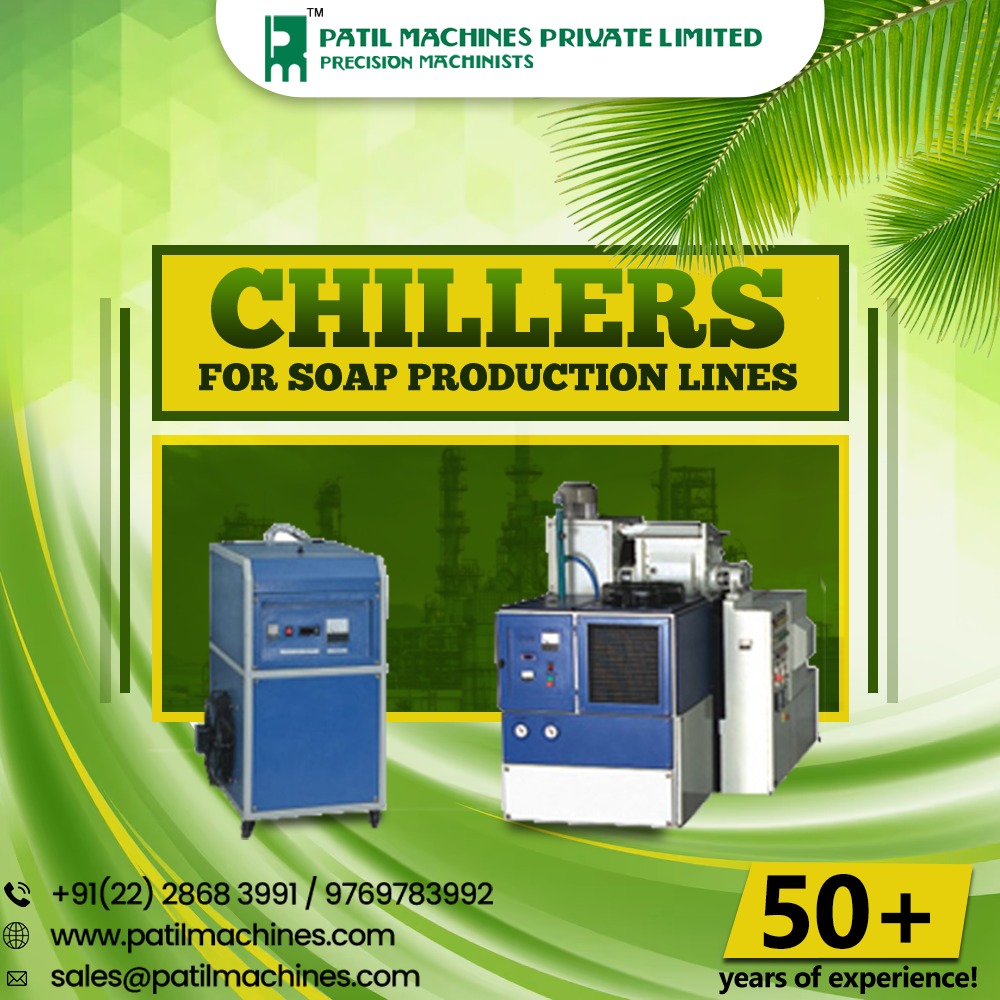 TM
PATIL MACHINES PRIVATE LIMITED
PRECISION MACHINISTS
CHILLERS
FOR SOAP PRODUCTION LINES
+91(22) 2868 3991 / 9769783992
www.patilmachines.com
sales@patilmachines.com
50+
years of experience!